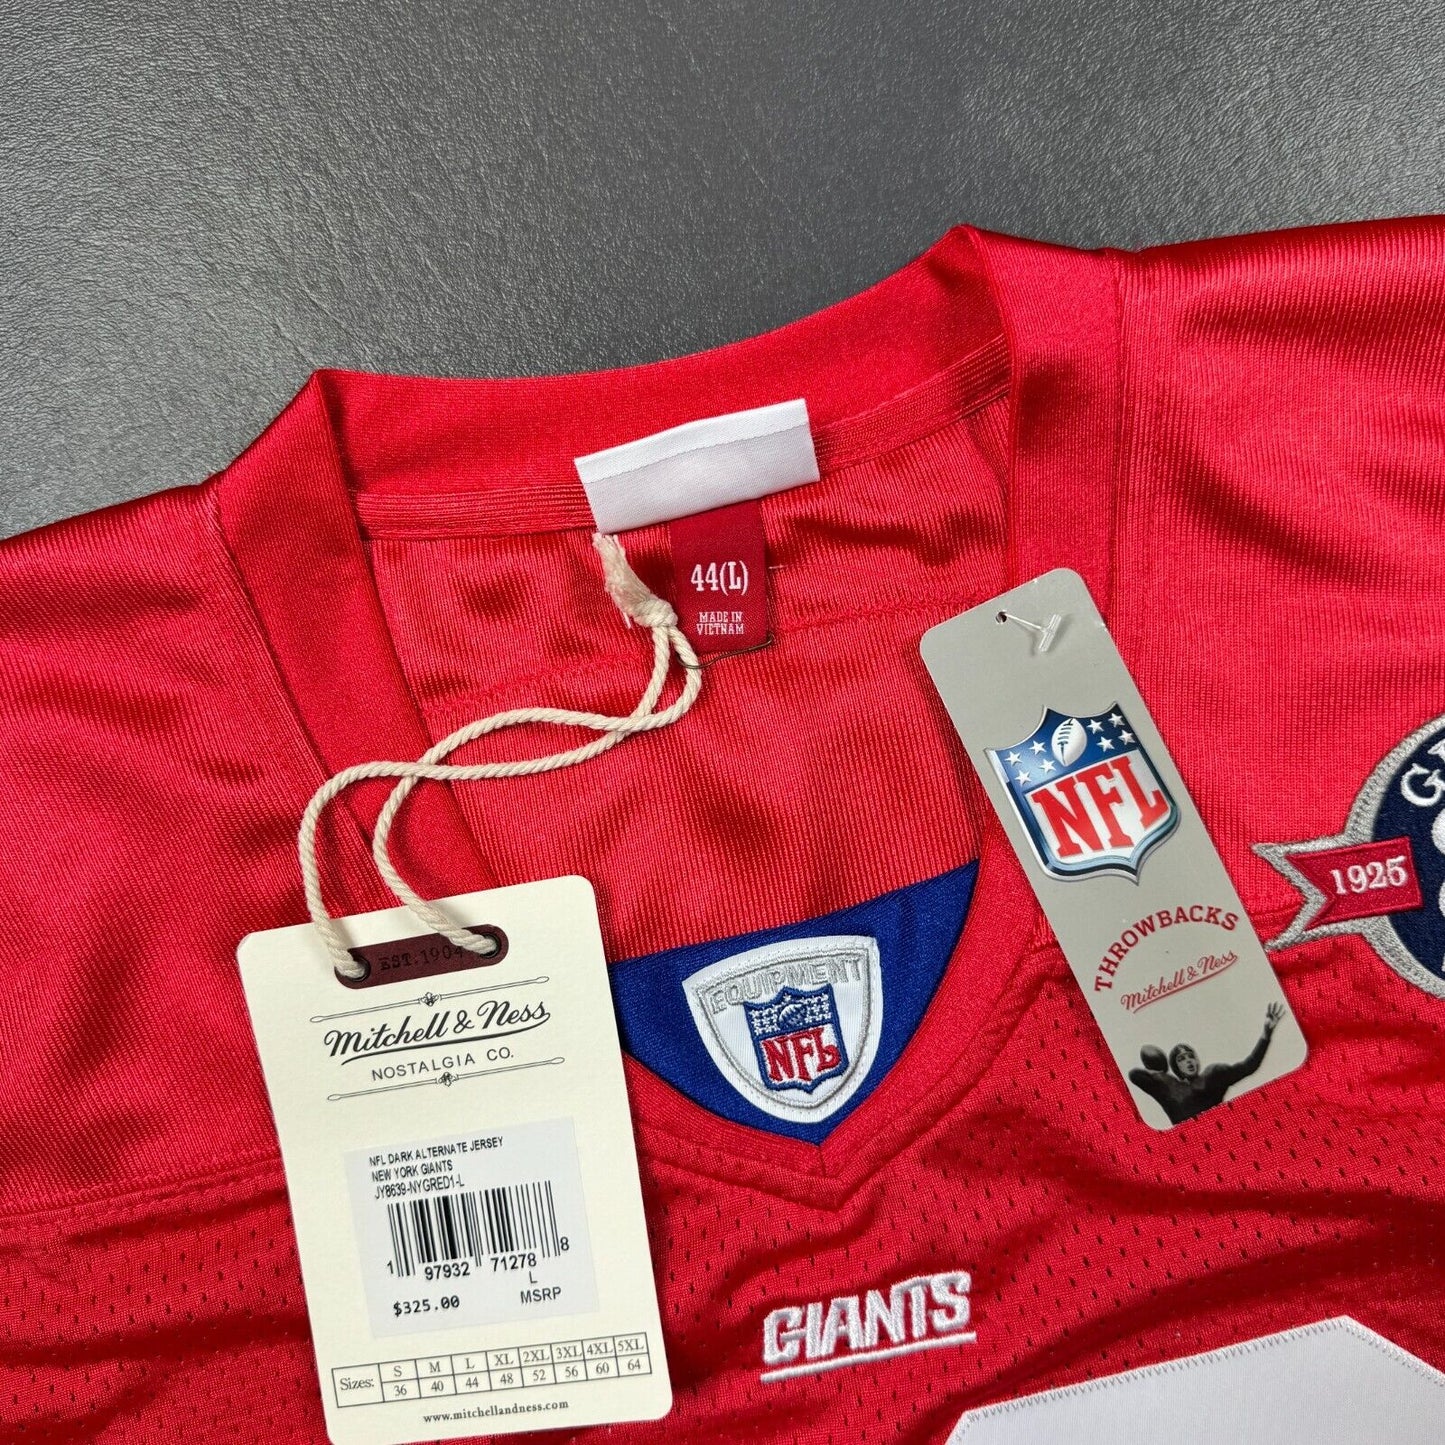 44(L)
MADE IN
VIETNAM
NFL
THROWBACKS
Mitchell & Ness
1925
EST. 1904
Mitchell & Ness
NOSTALGIA CO.
EQUIPMENT
NFL
NFL DARK ALTERNATE JERSEY
NEW YORK GIANTS
JY8639-NYGRED1-L
1 97932 71278 8
L
$325.00 MSRP
GIANTS
Sizes: S M L XL 2XL 3XL 4XL 5XL
36 40 44 48 52 56 60 64
www.mitchellandness.com